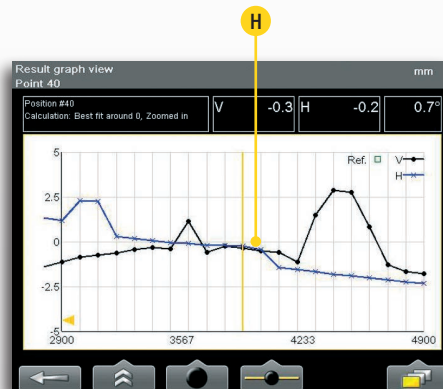 H
Result graph view
Point 40
mm
Position #40
Calculation: Best fit around 0, Zoomed in
V -0.3
H -0.2
0.7°
Ref. V
H
5
2.5
0
-2.5
-5
2900 3567 4233 4900